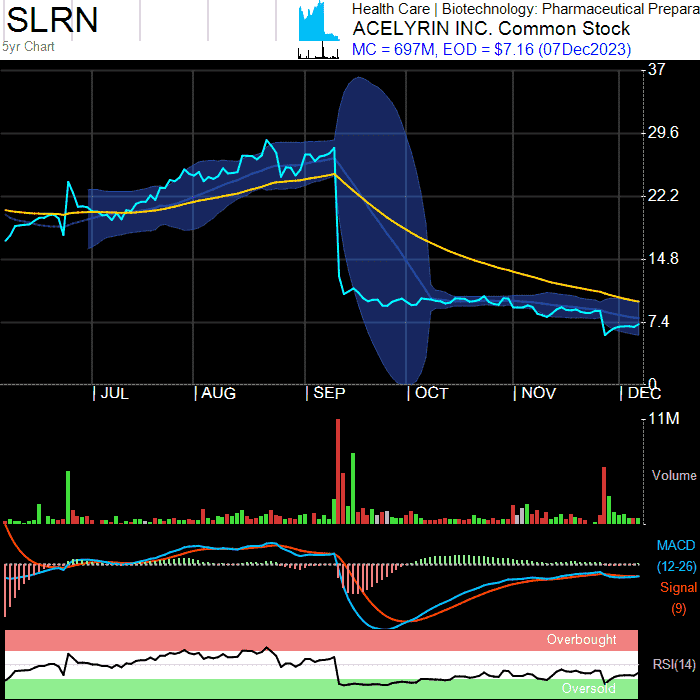 SLRN
5yr Chart
Health Care | Biotechnology: Pharmaceutical Prepara
ACELYRIN INC. Common Stock
MC = 697M, EOD = $7.16 (07Dec2023)
37
29.6
22.2
14.8
7.4
0
JUL AUG SEP OCT NOV DEC
11M
Volume
MACD
(12-26)
Signal
(9)
Overbought
RSI(14)
Oversold